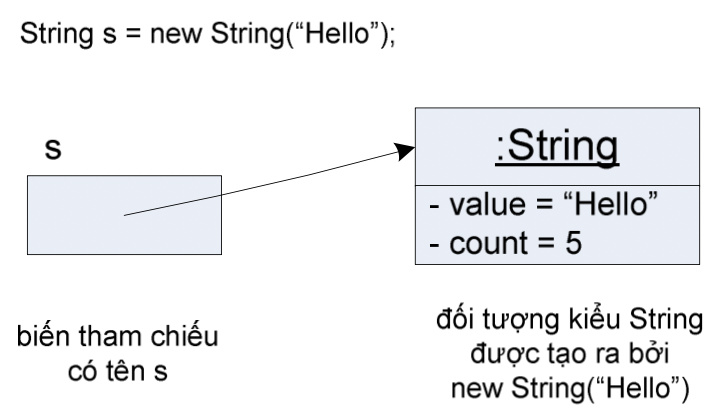 String s = new String(“Hello”);
s
:String
- value = “Hello”
- count = 5
biến tham chiếu
có tên s
đối tượng kiểu String
được tạo ra bởi
new String(“Hello”)